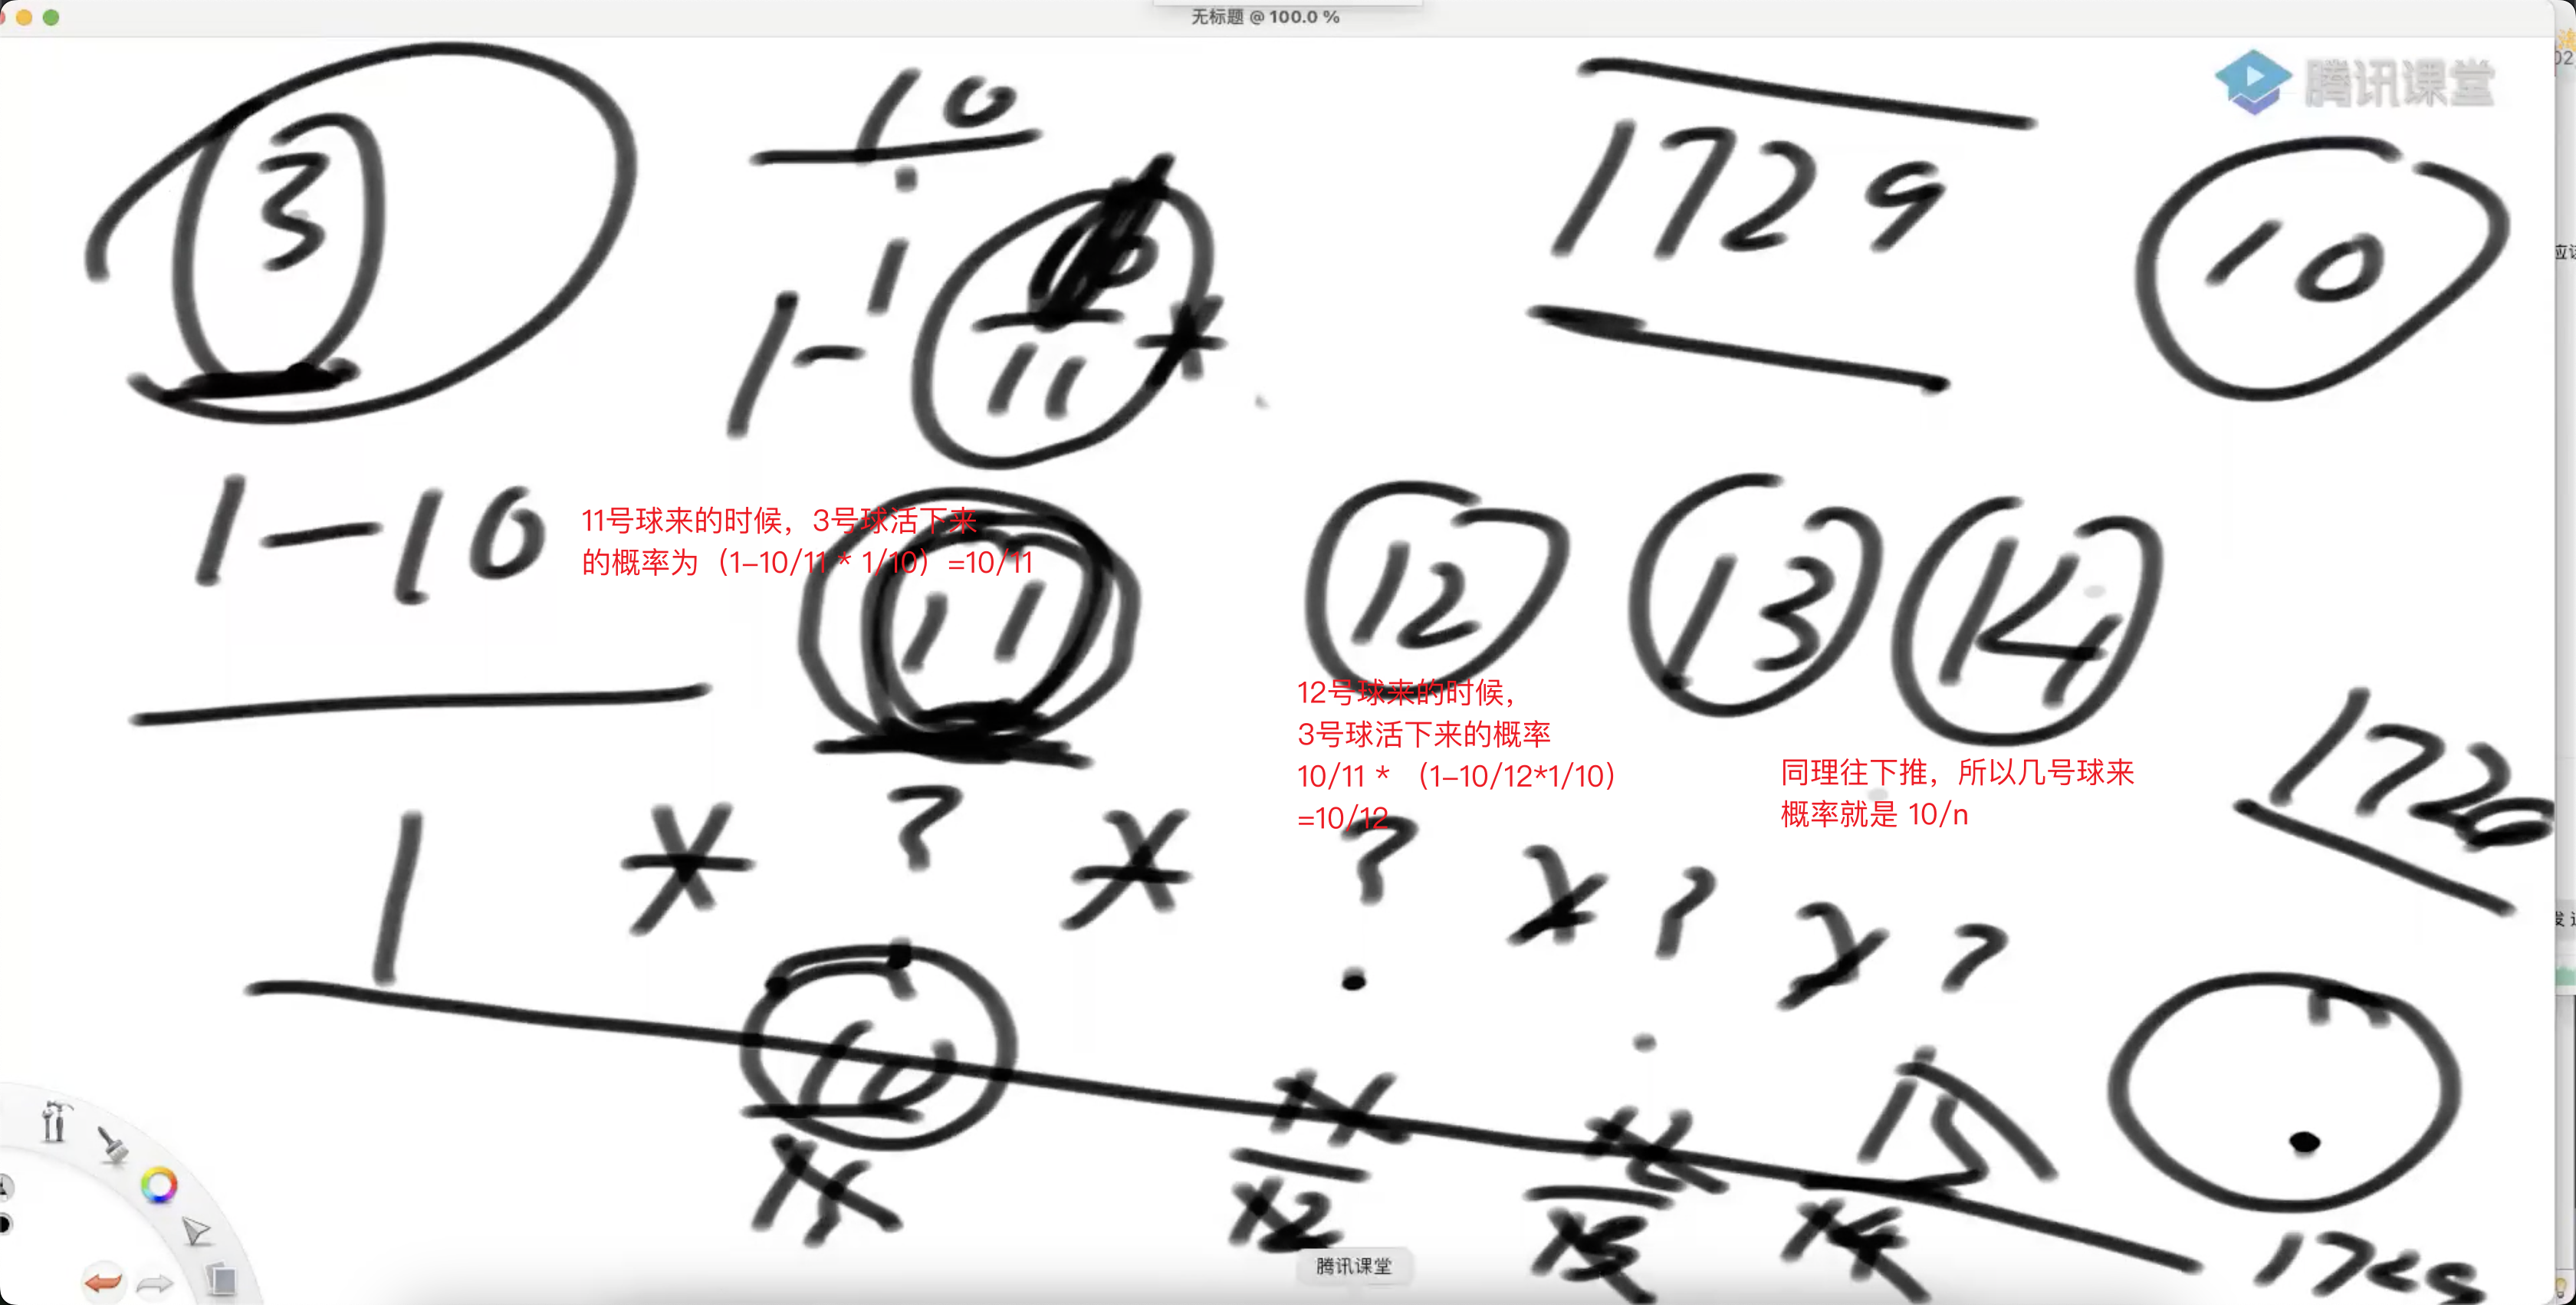 无标题 @ 100.0 %
腾讯课堂
3
10
1-1
11
*
1729
10
1-10
11号球来的时候，3号球活下来
的概率为（1-10/11 * 1/10）=10/11
11
12
13
14
12号球来的时候，
3号球活下来的概率
10/11 * （1-10/12*1/10）
=10/12
同理往下推，所以几号球来
概率就是 10/n
1729
1 * ? * ? * ? * ?
10
11
12
13
13
14
1729
腾讯课堂